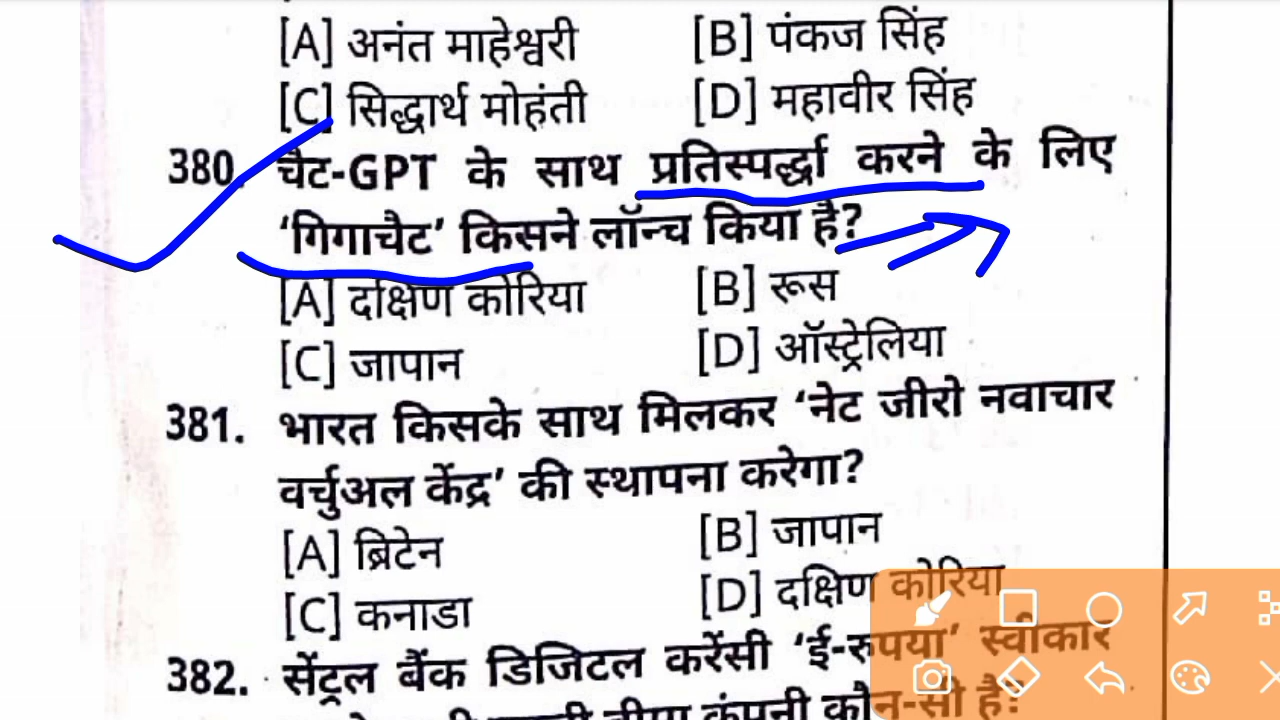 [A] अनंत माहेश्वरी [B] पंकज सिंह
[C] सिद्धार्थ मोहंती [D] महावीर सिंह
380. चैट-GPT के साथ प्रतिस्पर्द्धा करने के लिए
‘गिगाचैट’ किसने लॉन्च किया है?
[A] दक्षिण कोरिया [B] रूस
[C] जापान [D] ऑस्ट्रेलिया
381. भारत किसके साथ मिलकर ‘नेट जीरो नवाचार
वर्चुअल केंद्र’ की स्थापना करेगा?
[A] ब्रिटेन [B] जापान
[C] कनाडा [D] दक्षिण कोरिया
382. सेंट्रल बैंक डिजिटल करेंसी ‘ई-रुपया’ स्वीकार
बीमा कंपनी कौन-सी है?